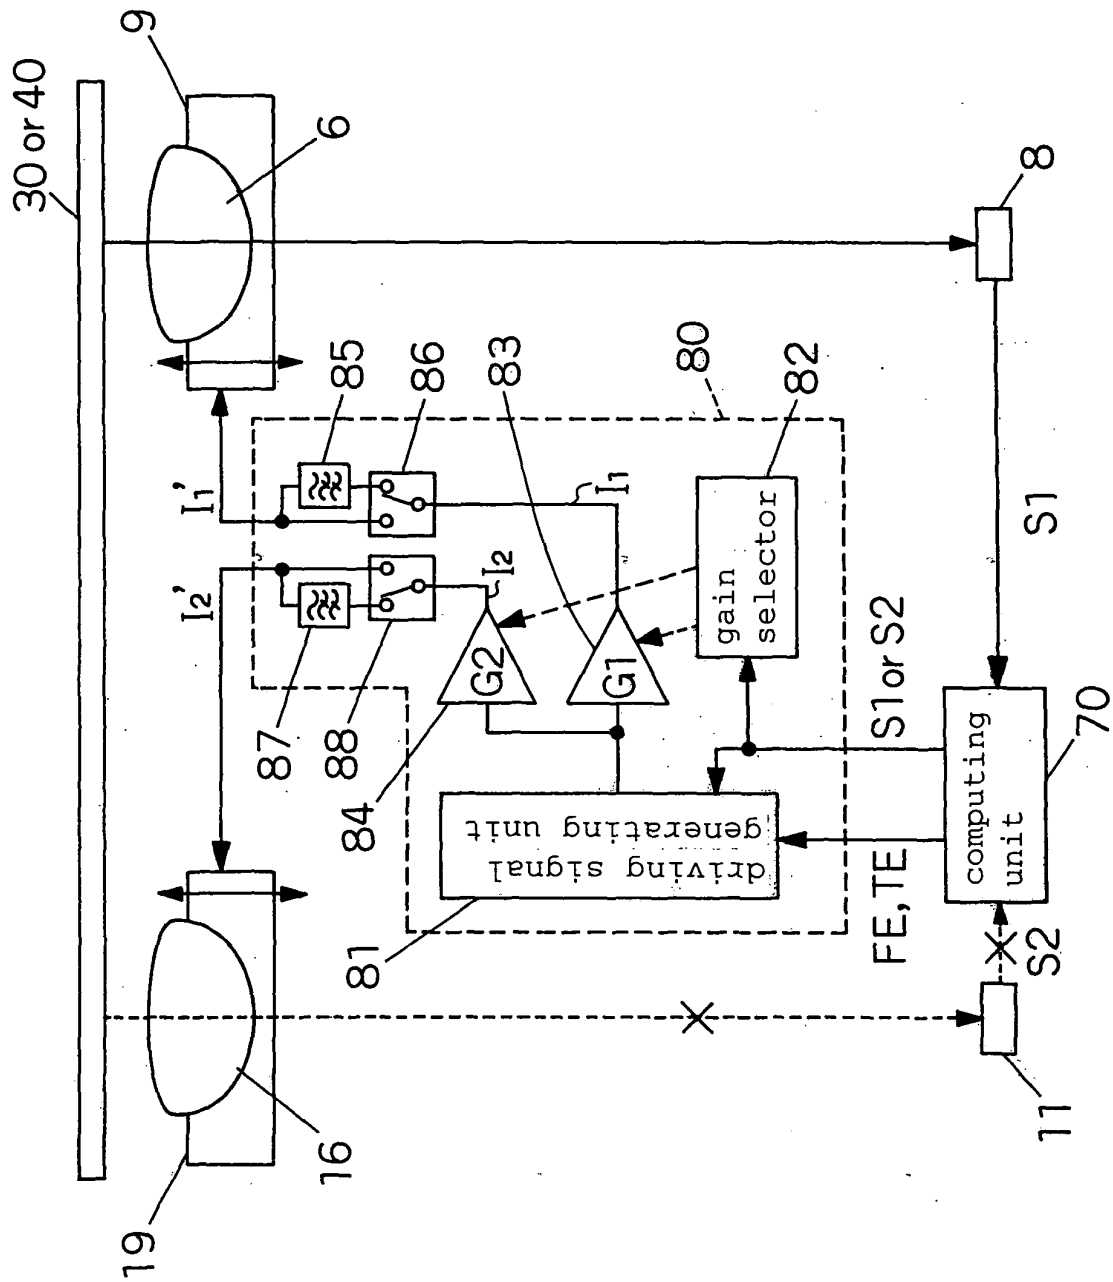 30 or 40
9
6
8
85
86
83
80
82
I1'
I2'
I1
I2
87
88
84
G2
G1
gain
selector
S1
S1 or S2
driving signal
generating unit
81
FE,TE
computing
unit
70
S2
11
16
19